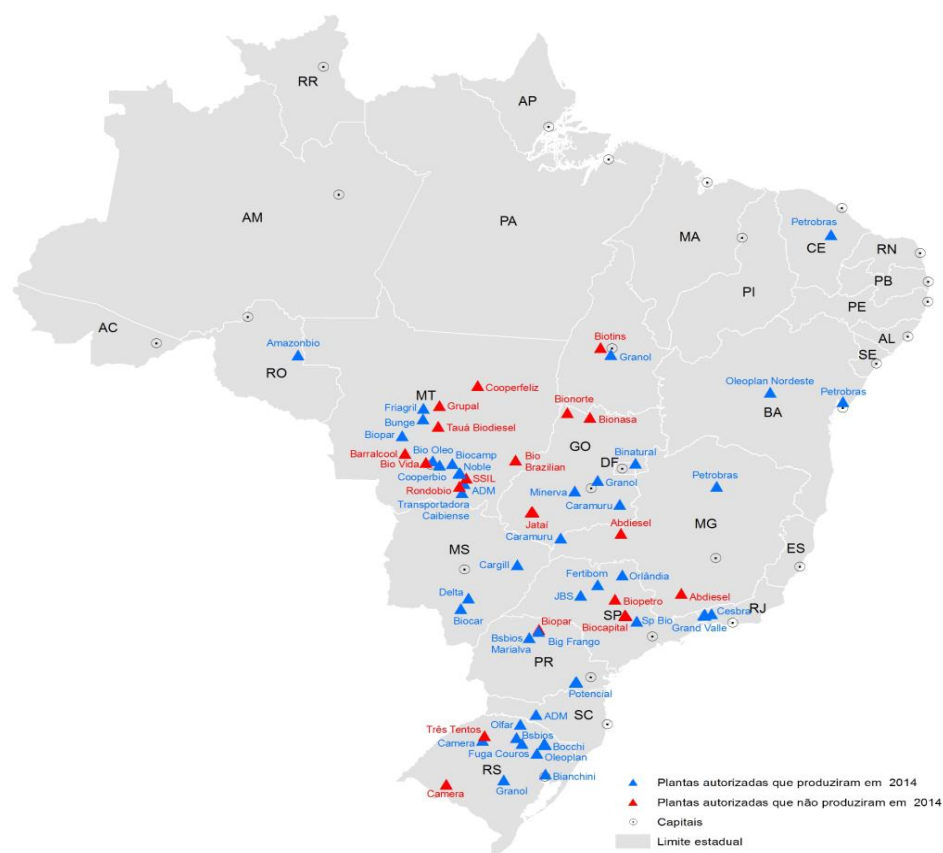 RR
AP
AM
PA
MA
Petrobras
CE
RN
PB
PI
PE
AC
AL
SE
Amazonbio
RO
Biotins
Granol
Cooperfeliz
Oleoplan Nordeste
Petrobras
BA
MT
Friagril
Grupal
Bionorte
Bunge
Tauá Biodiesel
Bionasa
Biopar
GO
Barralcool
Bio Oleo
Biocamp
Bio
Brazilian
Binatural
DF
Bio Vida
Noble
Cooperbio
SSIL
Granol
Petrobras
Rondobio
ADM
Minerva
Transportadora
Caibiense
Caramuru
Jataí
MG
Abdiesel
Caramuru
ES
MS
Cargill
Fertibom
Orlândia
Delta
JBS
Biopetro
Abdiesel
Biocar
SP
Cesbra
RJ
Biopar
Biocapital
Sp Bio
Grand Valle
Bsbios
Marialva
Big Frango
PR
Potencial
ADM
SC
Olfar
Três Tentos
Bsbios
Camera
Bocchi
Fuga Couros
Oleoplan
RS
Bianchini
Camera
Granol
Plantas autorizadas que produziram em 2014
Plantas autorizadas que não produziram em 2014
Capitais
Limite estadual